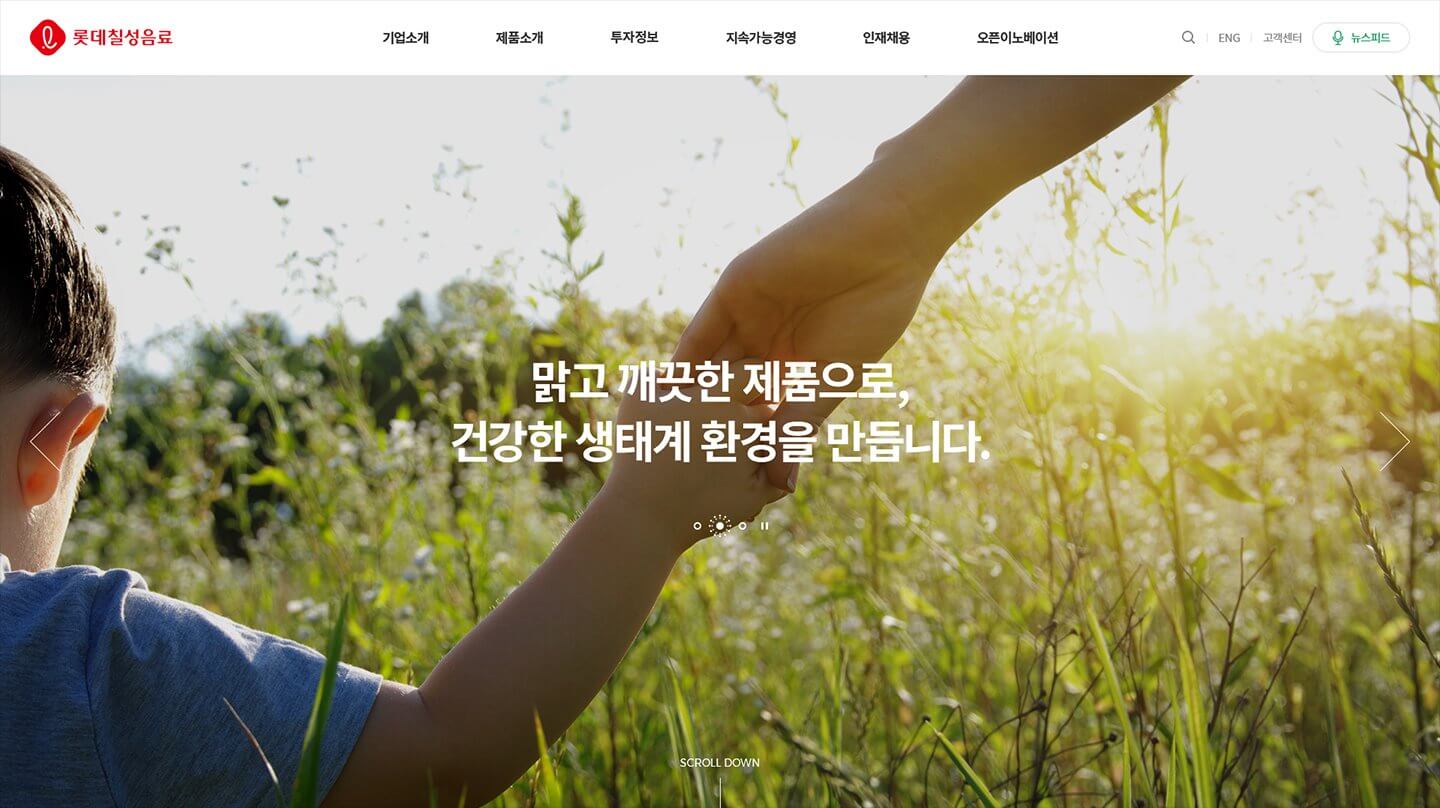 롯데칠성음료
기업소개
제품소개
투자정보
지속가능경영
인재채용
오픈이노베이션
ENG
고객센터
뉴스피드
맑고 깨끗한 제품으로,
건강한 생태계 환경을 만듭니다.
SCROLL DOWN